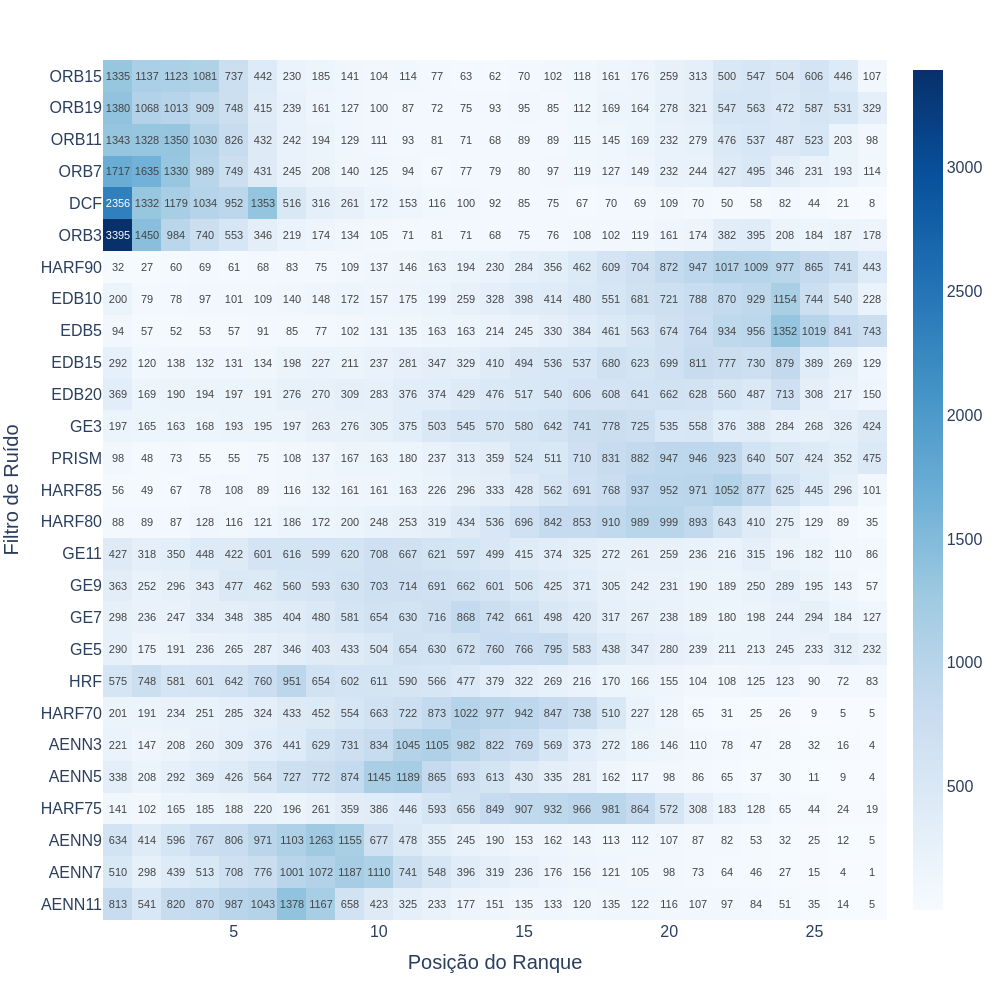 ORB15 1335 1137 1123 1081 737 442 230 185 141 104 114 77 63 62 70 102 118 161 176 259 313 500 547 504 606 446 107
ORB19 1380 1068 1013 909 748 415 239 161 127 100 87 72 75 93 95 85 112 169 164 278 321 547 563 472 587 531 329
ORB11 1343 1328 1350 1030 826 432 242 194 129 111 93 81 71 68 89 89 115 145 169 232 279 476 537 487 523 203 98
ORB7 1717 1635 1330 989 749 431 245 208 140 125 94 67 77 79 80 97 119 127 149 232 244 427 495 346 231 193 114
DCF 2356 1332 1179 1034 952 1353 516 316 261 172 153 116 100 92 85 75 67 70 69 109 70 50 58 82 44 21 8
ORB3 3395 1450 984 740 553 346 219 174 134 105 71 81 71 68 75 76 108 102 119 161 174 382 395 208 184 187 178
HARF90 32 27 60 69 61 68 83 75 109 137 146 163 194 230 284 356 462 609 704 872 947 1017 1009 977 865 741 443
EDB10 200 79 78 97 101 109 140 148 172 157 175 199 259 328 398 414 480 551 681 721 788 870 929 1154 744 540 228
EDB5 94 57 52 53 57 91 85 77 102 131 135 163 163 214 245 330 384 461 563 674 764 934 956 1352 1019 841 743
EDB15 292 120 138 132 131 134 198 227 211 237 281 347 329 410 494 536 537 680 623 699 811 777 730 879 389 269 129
EDB20 369 169 190 194 197 191 276 270 309 283 376 374 429 476 517 540 606 608 641 662 628 560 487 713 308 217 150
GE3 197 165 163 168 193 195 197 263 276 305 375 503 545 570 580 642 741 778 725 535 558 376 388 284 268 326 424
PRISM 98 48 73 55 55 75 108 137 167 163 180 237 313 359 524 511 710 831 882 947 946 923 640 507 424 352 475
HARF85 56 49 67 78 108 89 116 132 161 161 163 226 296 333 428 562 691 768 937 952 971 1052 877 625 445 296 101
HARF80 88 89 87 128 116 121 186 172 200 248 253 319 434 536 696 842 853 910 989 999 893 643 410 275 129 89 35
GE11 427 318 350 448 422 601 616 599 620 708 667 621 597 499 415 374 325 272 261 259 236 216 315 196 182 110 86
GE9 363 252 296 343 477 462 560 593 630 703 714 691 662 601 506 425 371 305 242 231 190 189 250 289 195 143 57
GE7 298 236 247 334 348 385 404 480 581 654 630 716 868 742 661 498 420 317 267 238 189 180 198 244 294 184 127
GE5 290 175 191 236 265 287 346 403 433 504 654 630 672 760 766 795 583 438 347 280 239 211 213 245 233 312 232
HRF 575 748 581 601 642 760 951 654 602 611 590 566 477 379 322 269 216 170 166 155 104 108 125 123 90 72 83
HARF70 201 191 234 251 285 324 433 452 554 663 722 873 1022 977 942 847 738 510 227 128 65 31 25 26 9 5 5
AENN3 221 147 208 260 309 376 441 629 731 834 1045 1105 982 822 769 569 373 272 186 146 110 78 47 28 32 16 4
AENN5 338 208 292 369 426 564 727 772 874 1145 1189 865 693 613 430 335 281 162 117 98 86 65 37 30 11 9 4
HARF75 141 102 165 185 188 220 196 261 359 386 446 593 656 849 907 932 966 981 864 572 308 183 128 65 44 24 19
AENN9 634 414 596 767 806 971 1103 1263 1155 677 478 355 245 190 153 162 143 113 112 107 87 82 53 32 25 12 5
AENN7 510 298 439 513 708 776 1001 1072 1187 1110 741 548 396 319 236 176 156 121 105 98 73 64 46 27 15 4 1
AENN11 813 541 820 870 987 1043 1378 1167 658 423 325 233 177 151 135 133 120 135 122 116 107 97 84 51 35 14 5
5 10 15 20 25
Posição do Ranque
Filtro de Ruído
3000
2500
2000
1500
1000
500